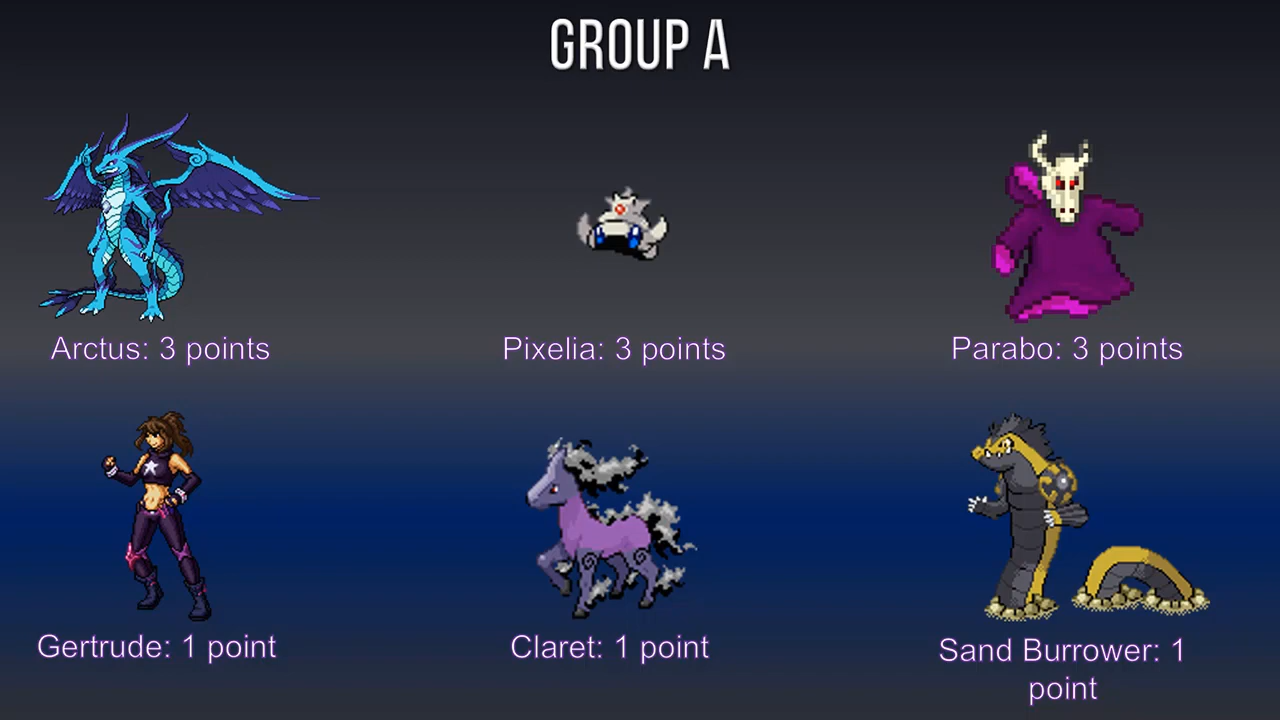 GROUP A
Arctus: 3 points
Pixelia: 3 points
Parabo: 3 points
Gertrude: 1 point
Claret: 1 point
Sand Burrower: 1
point